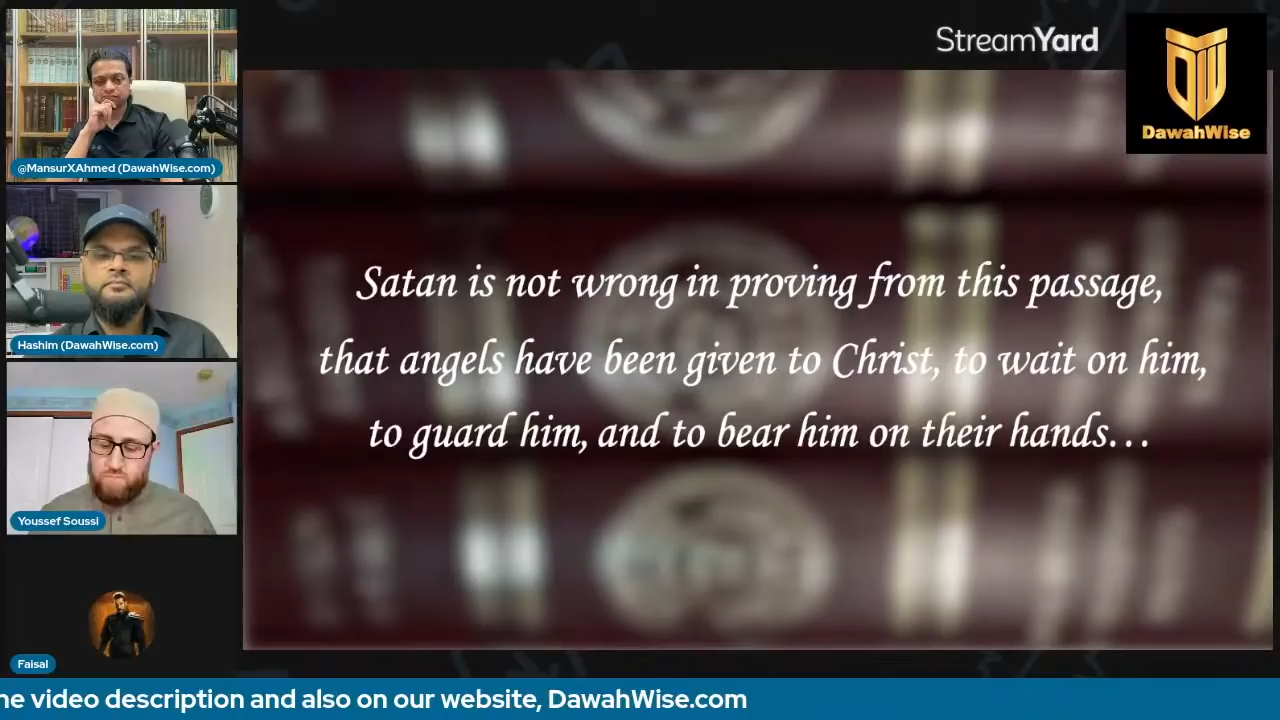 StreamYard
DawahWise
@MansurXAhmed (DawahWise.com)
Hashim (DawahWise.com)
Youssef Soussi
Faisal
Satan is not wrong in proving from this passage,
that angels have been given to Christ, to wait on him,
to guard him, and to bear him on their hands…
he video description and also on our website, DawahWise.com